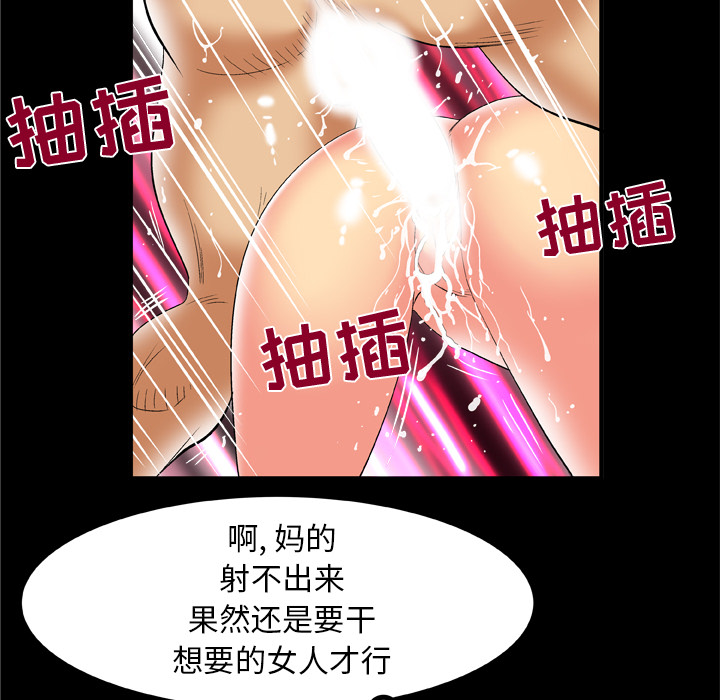 抽插
抽插
抽插
啊, 妈的
射不出来
果然还是要干
想要的女人才行